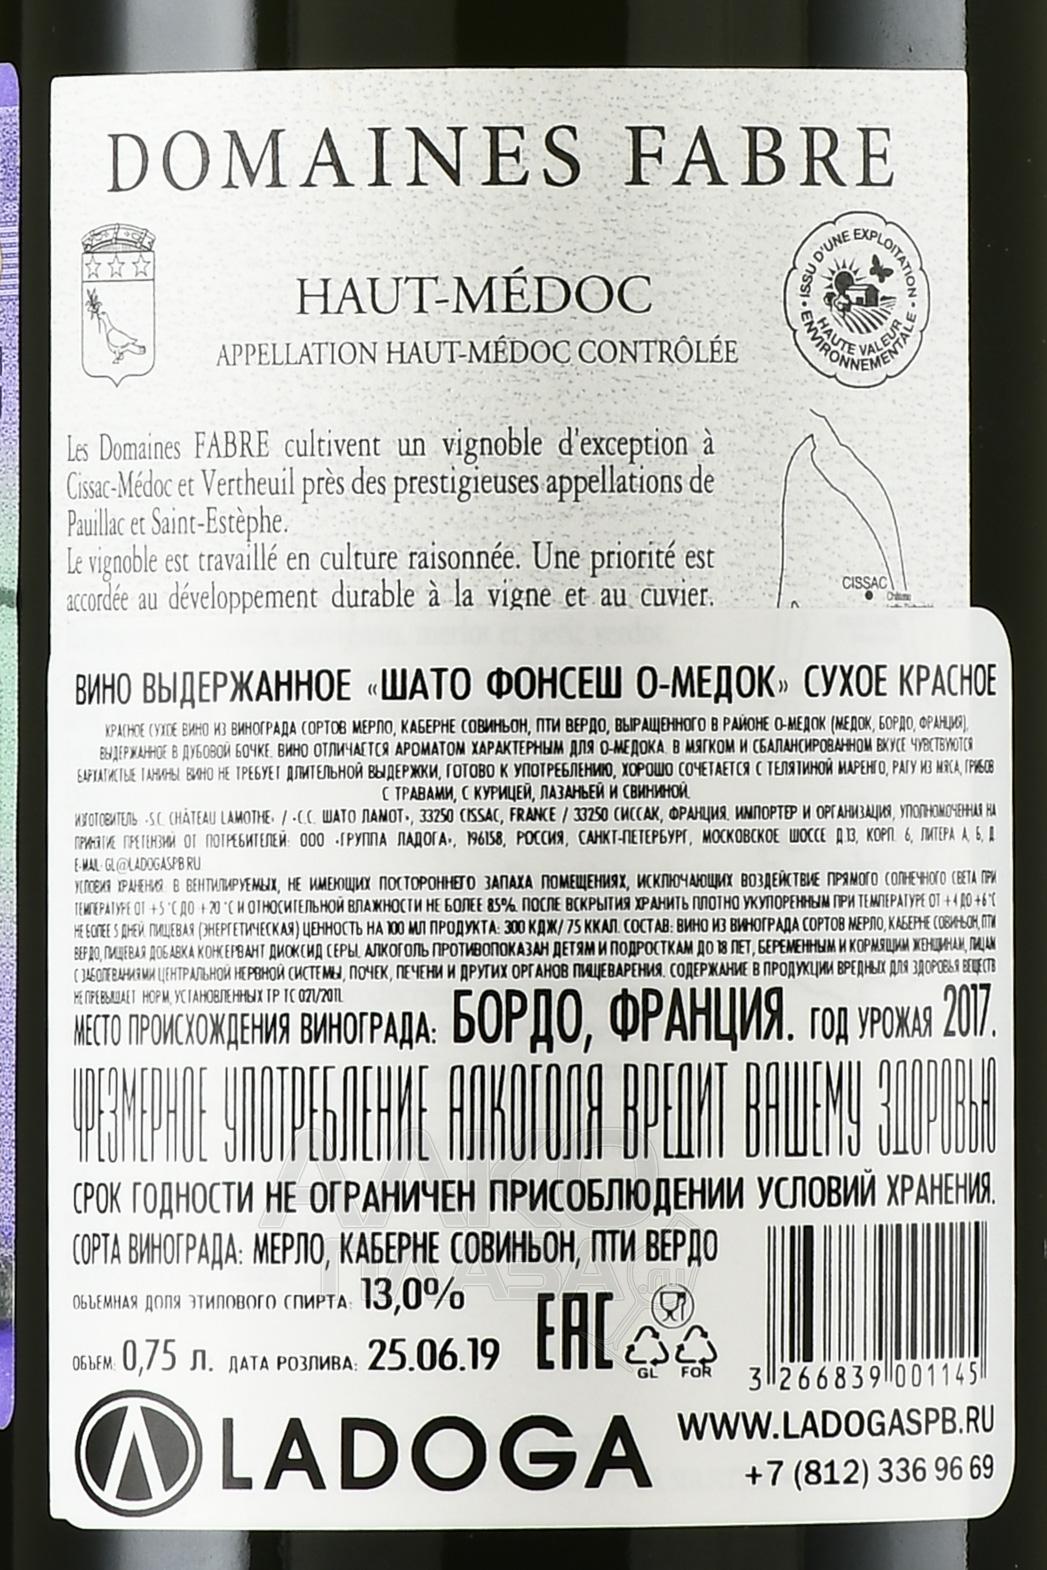 DOMAINES FABRE
HAUT-MÉDOC
APPELLATION HAUT-MÉDOC CONTRÔLÉE
• ISSU D'UNE EXPLOITATION •
HAUTE VALEUR
ENVIRONNEMENTALE
Les Domaines FABRE cultivent un vignoble d'exception à
Cissac-Médoc et Vertheuil près des prestigieuses appellations de
Pauillac et Saint-Estèphe.
Le vignoble est travaillé en culture raisonnée. Une priorité est
accordée au développement durable à la vigne et au cuvier.
CISSAC
Château
ВИНО ВЫДЕРЖАННОЕ «ШАТО ФОНСЕШ О-МЕДОК» СУХОЕ КРАСНОЕ
КРАСНОЕ СУХОЕ ВИНО ИЗ ВИНОГРАДА СОРТОВ МЕРЛО, КАБЕРНЕ СОВИНЬОН, ПТИ ВЕРДО, ВЫРАЩЕННОГО В РАЙОНЕ О-МЕДОК (МЕДОК, БОРДО, ФРАНЦИЯ),
ВЫДЕРЖАННОЕ В ДУБОВОЙ БОЧКЕ. ВИНО ОТЛИЧАЕТСЯ АРОМАТОМ ХАРАКТЕРНЫМ ДЛЯ О-МЕДОКА. В МЯГКОМ И СБАЛАНСИРОВАННОМ ВКУСЕ ЧУВСТВУЮТСЯ
БАРХАТИСТЫЕ ТАНИНЫ. ВИНО НЕ ТРЕБУЕТ ДЛИТЕЛЬНОЙ ВЫДЕРЖКИ, ГОТОВО К УПОТРЕБЛЕНИЮ, ХОРОШО СОЧЕТАЕТСЯ С ТЕЛЯТИНОЙ МАРЕНГО, РАГУ ИЗ МЯСА, ГРИБОВ
С ТРАВАМИ, С КУРИЦЕЙ, ЛАЗАНЬЕЙ И СВИНИНОЙ.
ИЗГОТОВИТЕЛЬ: «S.C. CHÂTEAU LAMOTHE» / «С.С. ШАТО ЛАМОТ», 33250 CISSAC, FRANCE / 33250 СИССАК, ФРАНЦИЯ. ИМПОРТЕР И ОРГАНИЗАЦИЯ, УПОЛНОМОЧЕННАЯ НА
ПРИНЯТИЕ ПРЕТЕНЗИЙ ОТ ПОТРЕБИТЕЛЕЙ: ООО «ГРУППА ЛАДОГА», 196158, РОССИЯ, САНКТ-ПЕТЕРБУРГ, МОСКОВСКОЕ ШОССЕ Д.13, КОРП. 6, ЛИТЕРА А, Б, Д
E-MAIL: GL@LADOGASPB.RU
УСЛОВИЯ ХРАНЕНИЯ: В ВЕНТИЛИРУЕМЫХ, НЕ ИМЕЮЩИХ ПОСТОРОННЕГО ЗАПАХА ПОМЕЩЕНИЯХ, ИСКЛЮЧАЮЩИХ ВОЗДЕЙСТВИЕ ПРЯМОГО СОЛНЕЧНОГО СВЕТА ПРИ
ТЕМПЕРАТУРЕ ОТ +5 °С ДО +20 °С И ОТНОСИТЕЛЬНОЙ ВЛАЖНОСТИ НЕ БОЛЕЕ 85%. ПОСЛЕ ВСКРЫТИЯ ХРАНИТЬ ПЛОТНО УКУПОРЕННЫМ ПРИ ТЕМПЕРАТУРЕ ОТ +4 ДО +6°С
НЕ БОЛЕЕ 5 ДНЕЙ. ПИЩЕВАЯ (ЭНЕРГЕТИЧЕСКАЯ) ЦЕННОСТЬ НА 100 МЛ ПРОДУКТА: 300 КДЖ/ 75 ККАЛ. СОСТАВ: ВИНО ИЗ ВИНОГРАДА СОРТОВ МЕРЛО, КАБЕРНЕ СОВИНЬОН, ПТИ
ВЕРДО, ПИЩЕВАЯ ДОБАВКА КОНСЕРВАНТ ДИОКСИД СЕРЫ. АЛКОГОЛЬ ПРОТИВОПОКАЗАН ДЕТЯМ И ПОДРОСТКАМ ДО 18 ЛЕТ, БЕРЕМЕННЫМ И КОРМЯЩИМ ЖЕНЩИНАМ, ЛИЦАМ
С ЗАБОЛЕВАНИЯМИ ЦЕНТРАЛЬНОЙ НЕРВНОЙ СИСТЕМЫ, ПОЧЕК, ПЕЧЕНИ И ДРУГИХ ОРГАНОВ ПИЩЕВАРЕНИЯ. СОДЕРЖАНИЕ В ПРОДУКЦИИ ВРЕДНЫХ ДЛЯ ЗДОРОВЬЯ ВЕЩЕСТВ
НЕ ПРЕВЫШАЕТ НОРМ, УСТАНОВЛЕННЫХ ТР ТС 021/2011.
МЕСТО ПРОИСХОЖДЕНИЯ ВИНОГРАДА: БОРДО, ФРАНЦИЯ. ГОД УРОЖАЯ 2017.
ЧРЕЗМЕРНОЕ УПОТРЕБЛЕНИЕ АЛКОГОЛЯ ВРЕДИТ ВАШЕМУ ЗДОРОВЬЮ
СРОК ГОДНОСТИ НЕ ОГРАНИЧЕН ПРИ СОБЛЮДЕНИИ УСЛОВИЙ ХРАНЕНИЯ.
СОРТА ВИНОГРАДА: МЕРЛО, КАБЕРНЕ СОВИНЬОН, ПТИ ВЕРДО
ОБЪЕМНАЯ ДОЛЯ ЭТИЛОВОГО СПИРТА: 13,0%
ОБЪЕМ: 0,75 Л. ДАТА РОЗЛИВА: 25.06.19
EAC
GL FOR
3 266839 001145
LADOGA
WWW.LADOGASPB.RU
+7 (812) 336 96 69
АЛКО
ПЛАЗА.ru